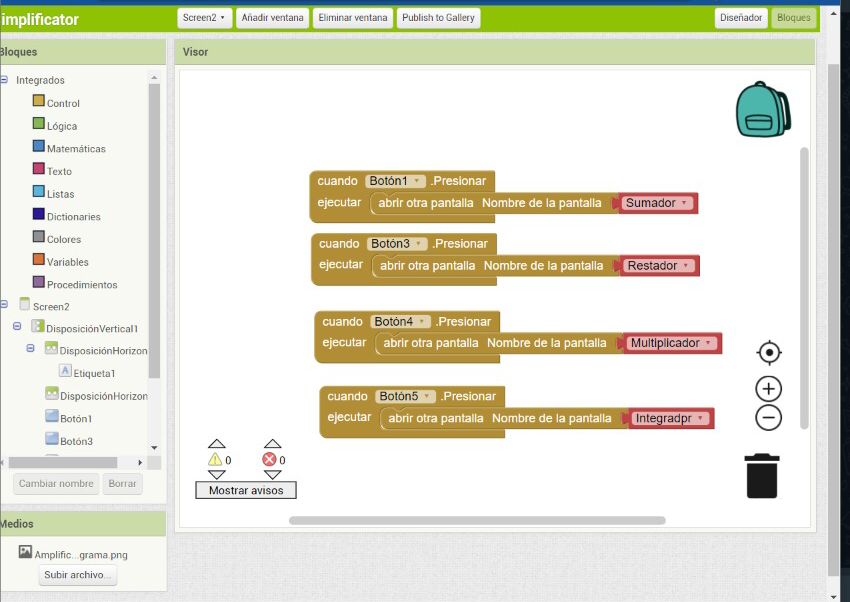 implificator
Screen2
Añadir ventana
Eliminar ventana
Publish to Gallery
Diseñador
Bloques
Bloques
Visor
Integrados
Control
Lógica
Matemáticas
Texto
Listas
Dictionaries
Colores
Variables
Procedimientos
Screen2
DisposiciónVertical1
DisposiciónHorizon
A Etiqueta1
DisposiciónHorizon
Botón1
Botón3
Cambiar nombre
Borrar
Medios
Amplific...grama.png
Subir archivo...
cuando Botón1 .Presionar
ejecutar abrir otra pantalla Nombre de la pantalla Sumador
cuando Botón3 .Presionar
ejecutar abrir otra pantalla Nombre de la pantalla Restador
cuando Botón4 .Presionar
ejecutar abrir otra pantalla Nombre de la pantalla Multiplicador
cuando Botón5 .Presionar
ejecutar abrir otra pantalla Nombre de la pantalla Integradpr
0 0
Mostrar avisos